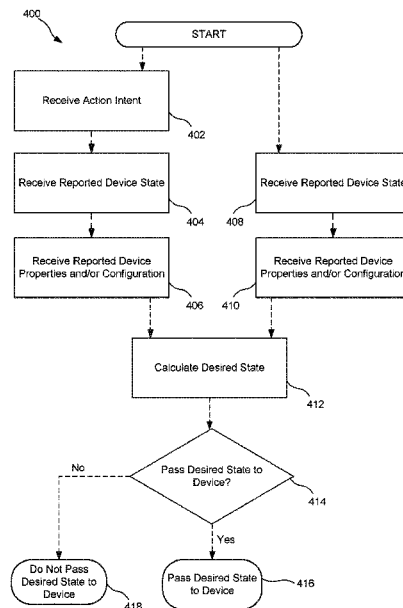 400
START
Receive Action Intent
402
Receive Reported Device State
404
Receive Reported Device State
408
Receive Reported Device
Properties and/or Configuration
406
Receive Reported Device
Properties and/or Configuration
410
Calculate Desired State
412
Pass Desired State to
Device?
414
No
Yes
Do Not Pass
Desired State to
Device
418
Pass Desired State
to Device
416